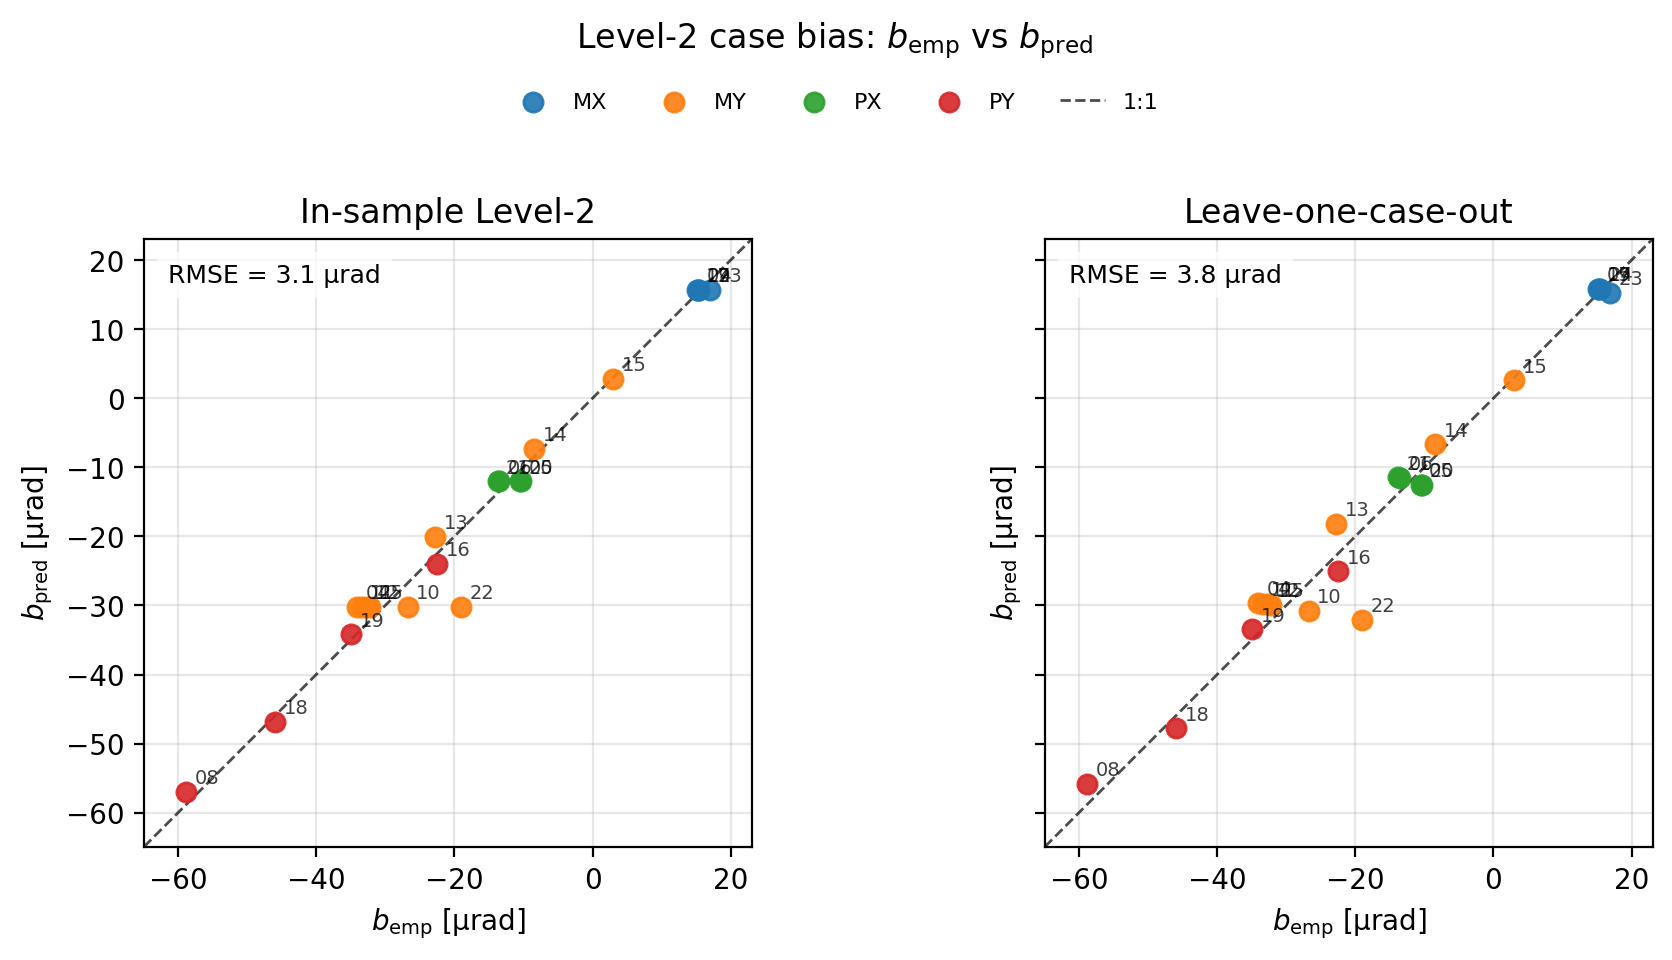 Level-2 case bias: b_emp vs b_pred
MX MY PX PY 1:1
In-sample Level-2
RMSE = 3.1 μrad
20
10
0
−10
−20
−30
−40
−50
−60
b_pred [μrad]
23
15
14
13
16
10
22
19
18
08
−60 −40 −20 0 20
b_emp [μrad]
Leave-one-case-out
RMSE = 3.8 μrad
b_pred [μrad]
23
15
14
13
16
10
22
19
18
08
−60 −40 −20 0 20
b_emp [μrad]